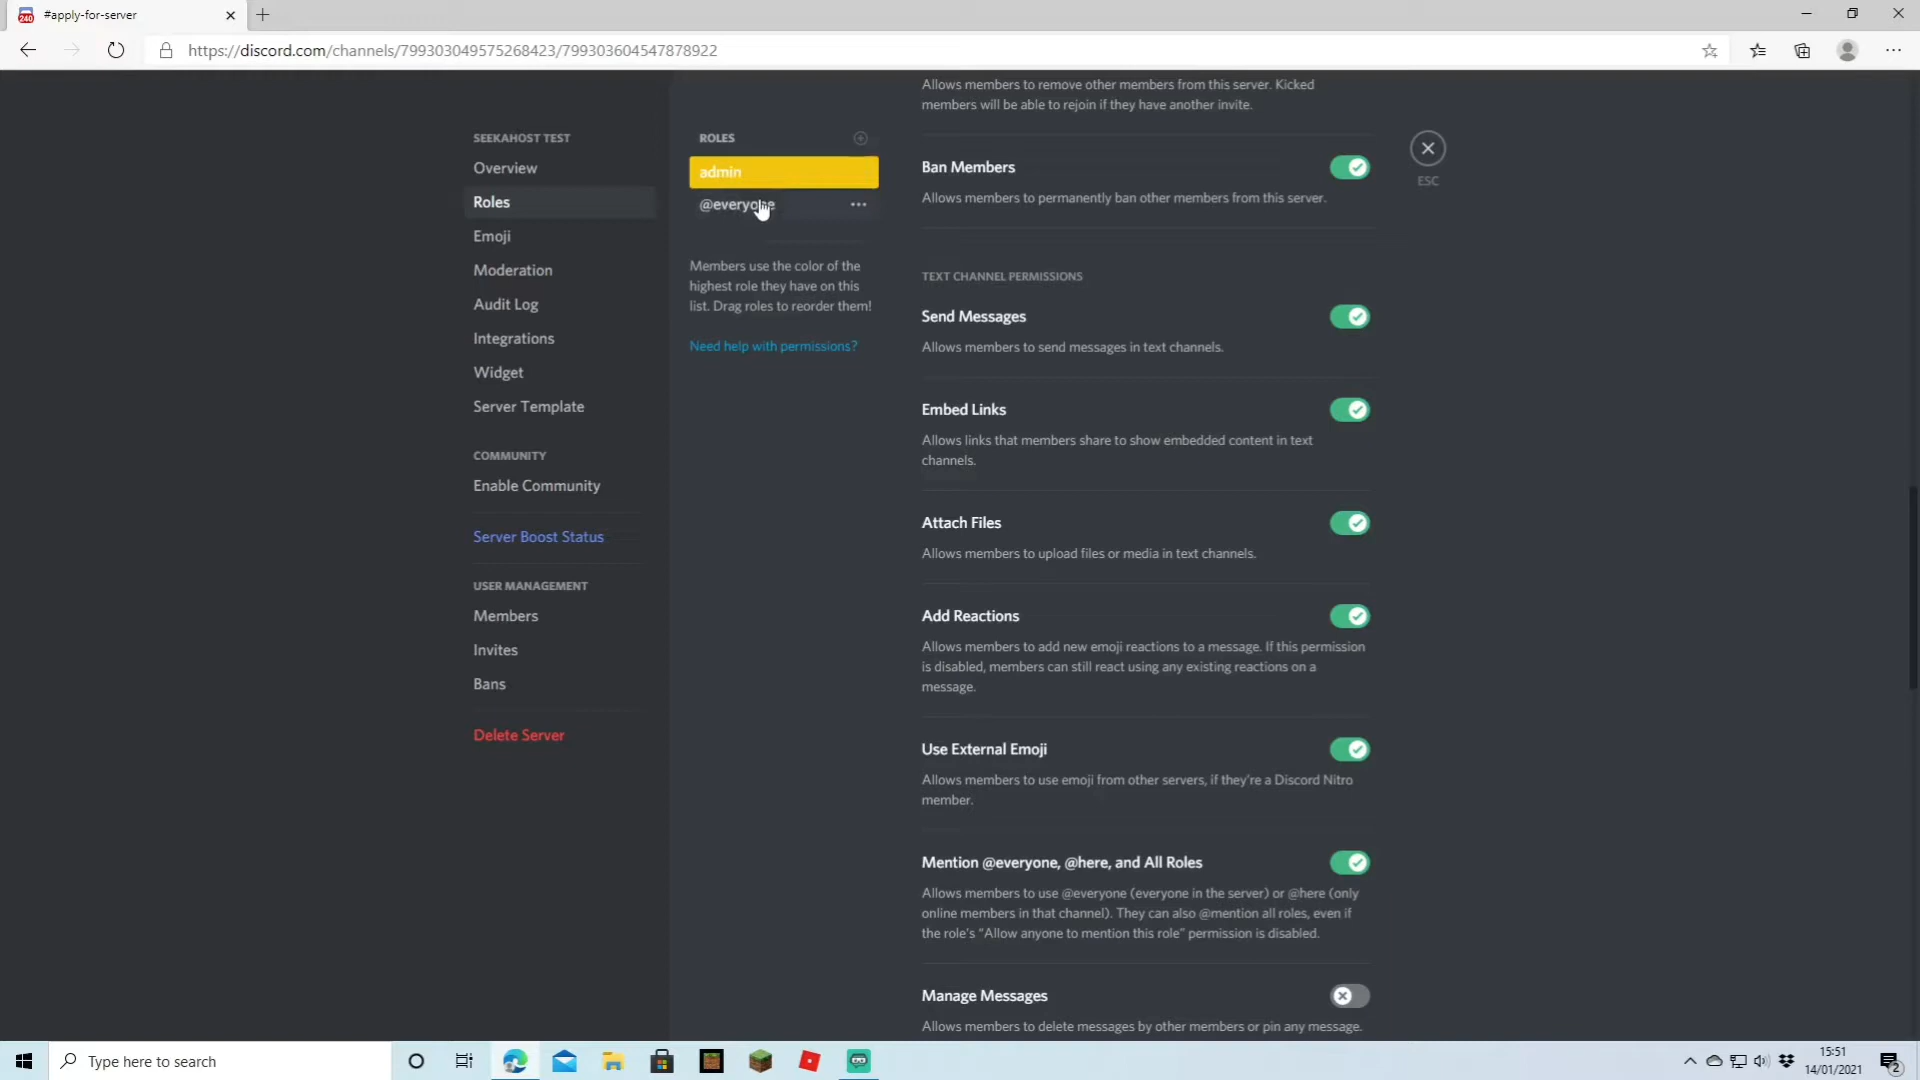 #apply-for-server
https://discord.com/channels/799303049575268423/799303604547878922
SEEKAHOST TEST
Overview
Roles
Emoji
Moderation
Audit Log
Integrations
Widget
Server Template
COMMUNITY
Enable Community
Server Boost Status
USER MANAGEMENT
Members
Invites
Bans
Delete Server
ROLES
admin
@everyone
Members use the color of the
highest role they have on this
list. Drag roles to reorder them!
Need help with permissions?
Allows members to remove other members from this server. Kicked
members will be able to rejoin if they have another invite.
Ban Members
Allows members to permanently ban other members from this server.
TEXT CHANNEL PERMISSIONS
Send Messages
Allows members to send messages in text channels.
Embed Links
Allows links that members share to show embedded content in text
channels.
Attach Files
Allows members to upload files or media in text channels.
Add Reactions
Allows members to add new emoji reactions to a message. If this permission
is disabled, members can still react using any existing reactions on a
message.
Use External Emoji
Allows members to use emoji from other servers, if they're a Discord Nitro
member.
Mention @everyone, @here, and All Roles
Allows members to use @everyone (everyone in the server) or @here (only
online members in that channel). They can also @mention all roles, even if
the role's "Allow anyone to mention this role" permission is disabled.
Manage Messages
Allows members to delete messages by other members or pin any message.
ESC
Type here to search
15:51
14/01/2021
2
240